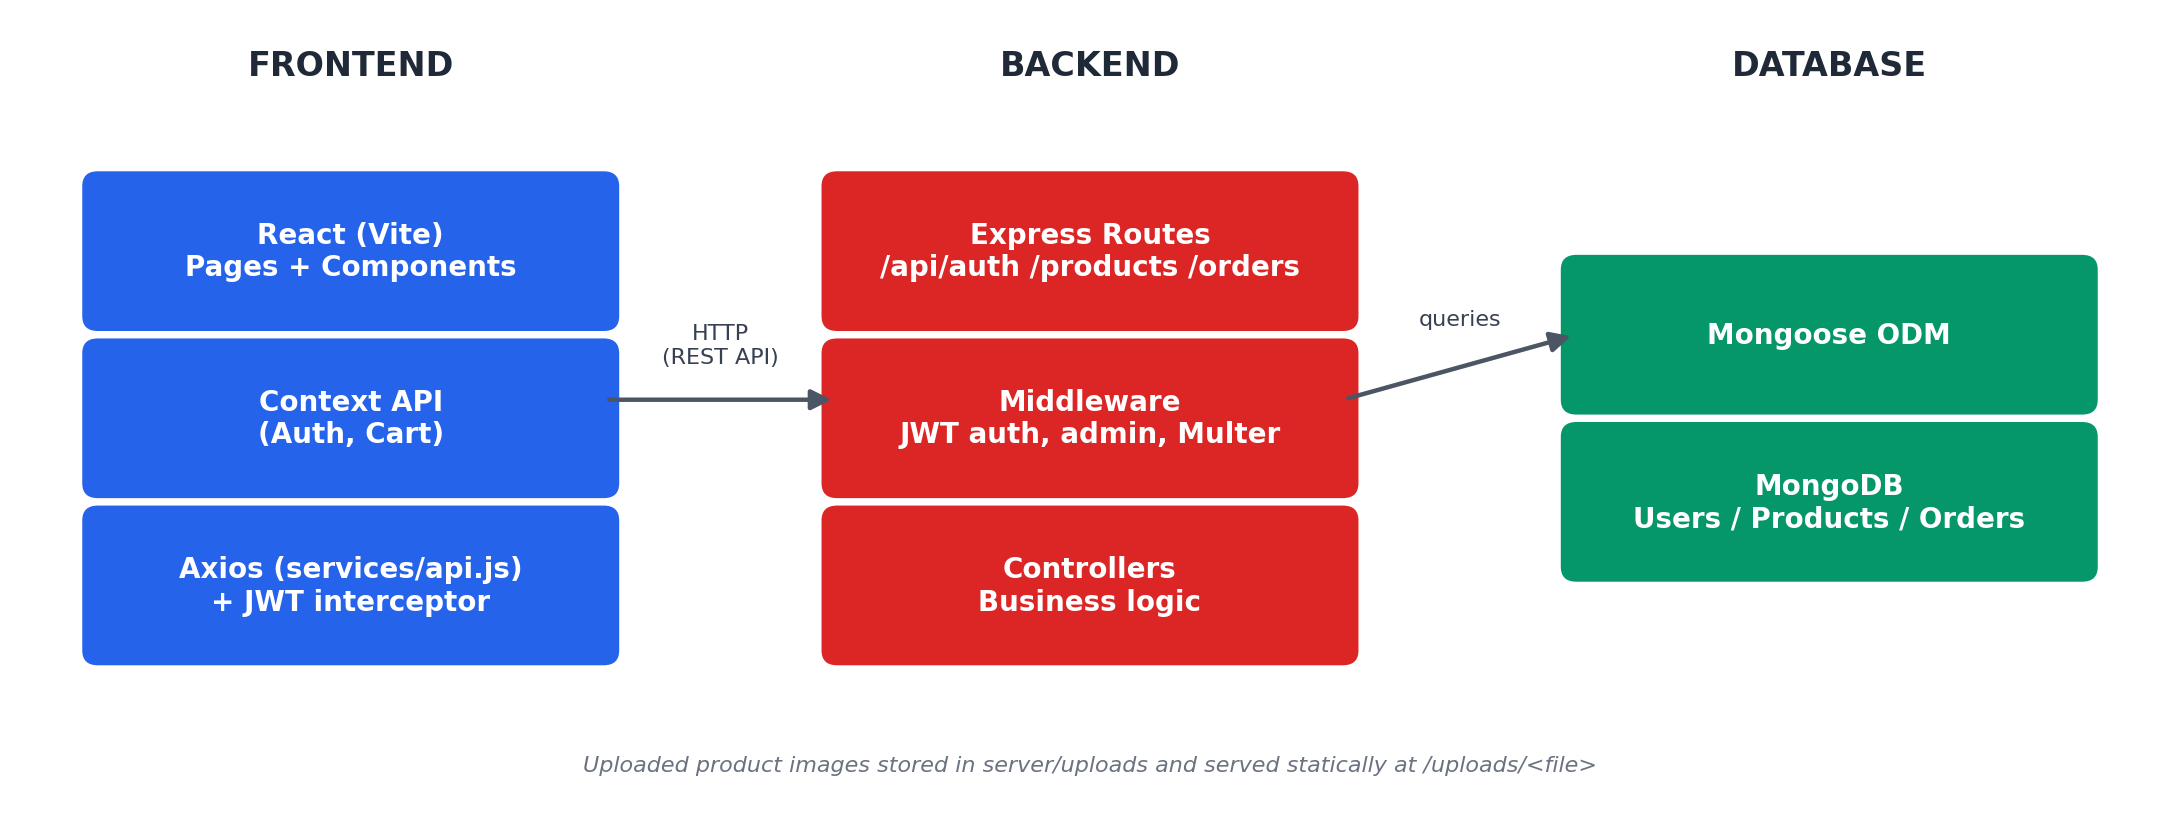 FRONTEND
BACKEND
DATABASE
React (Vite)
Pages + Components
Context API
(Auth, Cart)
Axios (services/api.js)
+ JWT interceptor
HTTP
(REST API)
Express Routes
/api/auth /products /orders
Middleware
JWT auth, admin, Multer
Controllers
Business logic
queries
Mongoose ODM
MongoDB
Users / Products / Orders
Uploaded product images stored in server/uploads and served statically at /uploads/<file>